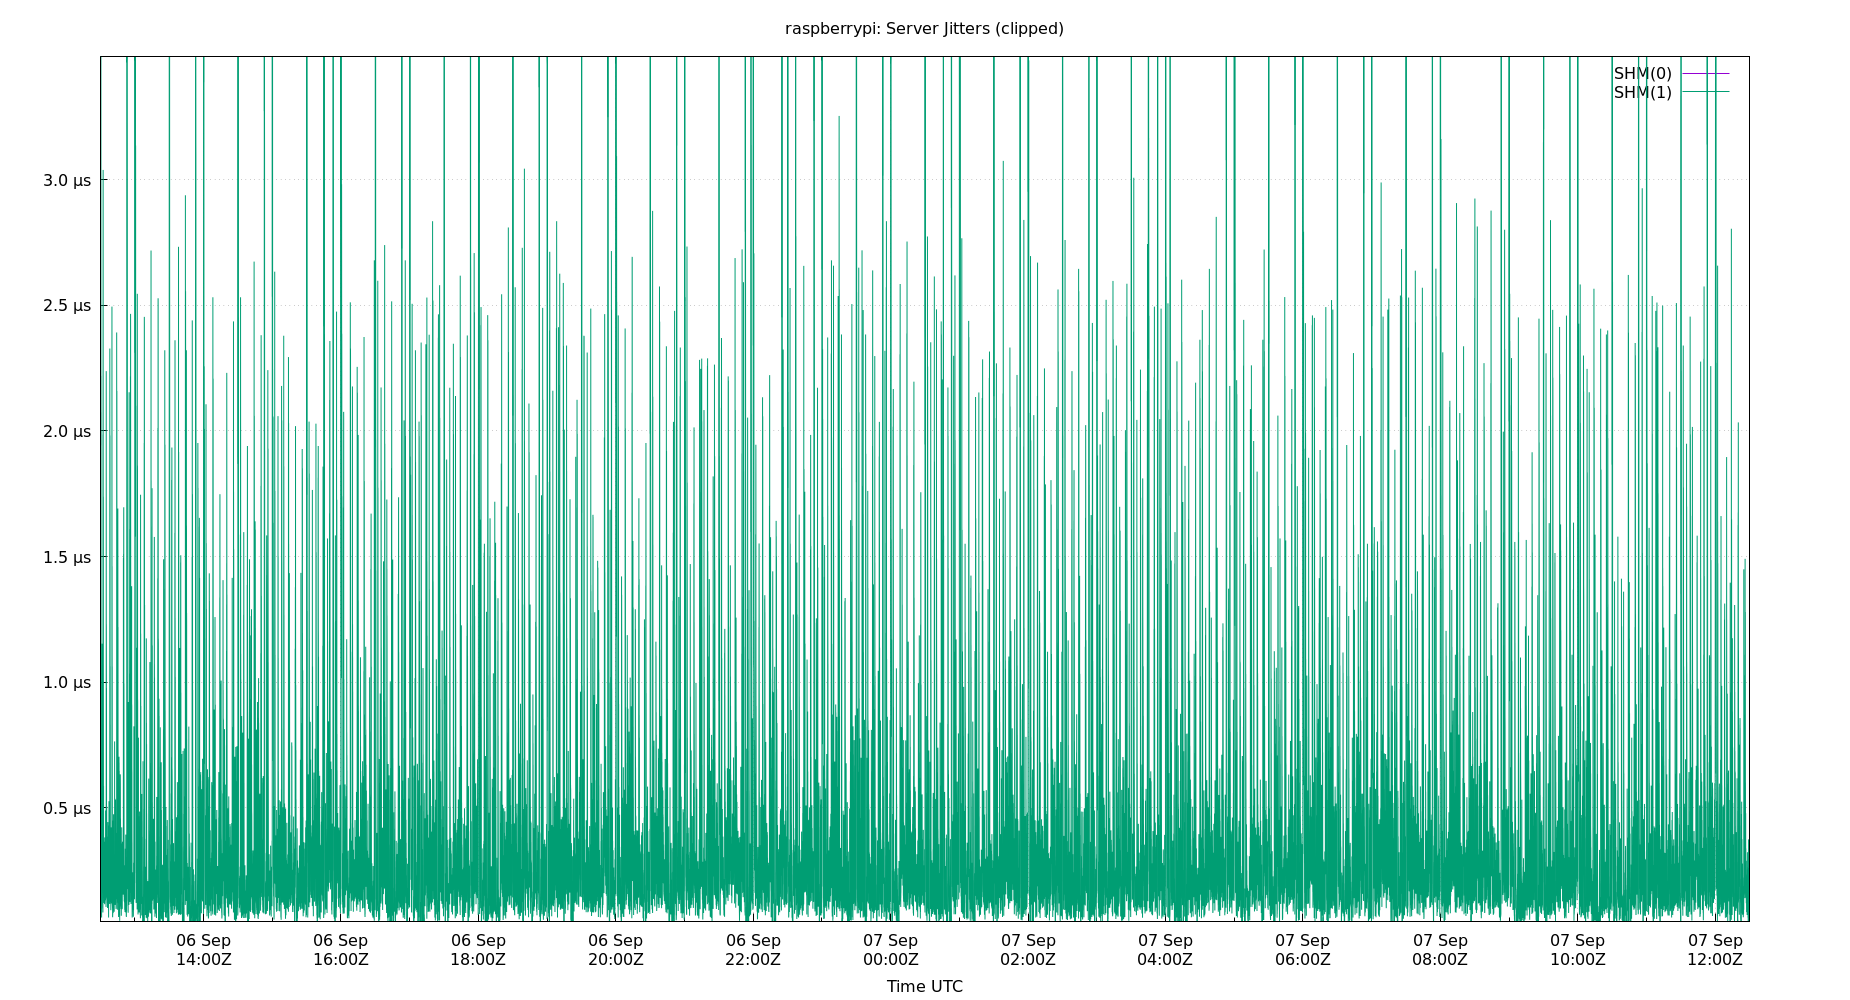 raspberrypi: Server Jitters (clipped)
SHM(0)
SHM(1)
3.0 µs
2.5 µs
2.0 µs
1.5 µs
1.0 µs
0.5 µs
06 Sep 06 Sep 06 Sep 06 Sep 06 Sep 07 Sep 07 Sep 07 Sep 07 Sep 07 Sep 07 Sep 07 Sep
14:00Z 16:00Z 18:00Z 20:00Z 22:00Z 00:00Z 02:00Z 04:00Z 06:00Z 08:00Z 10:00Z 12:00Z
Time UTC